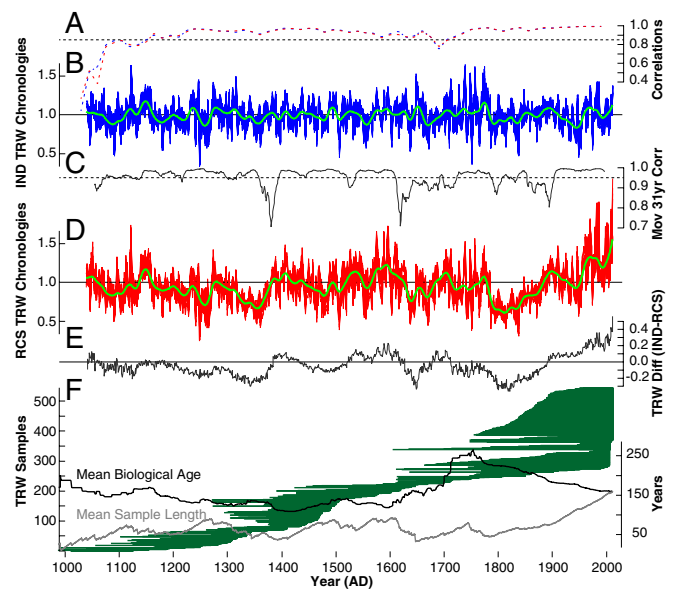 A
1.0
0.8
0.6
0.4
Correlations
B
1.5
1.0
0.5
IND TRW Chronologies
C
1.0
0.9
0.8
0.7
Mov 31yr Corr
D
1.5
1.0
0.5
RCS TRW Chronologies
E
0.4
0.2
0.0
-0.2
TRW Diff (IND-RCS)
F
500
400
300
200
100
TRW Samples
Mean Biological Age
Mean Sample Length
250
150
50
Years
1000 1100 1200 1300 1400 1500 1600 1700 1800 1900 2000
Year (AD)